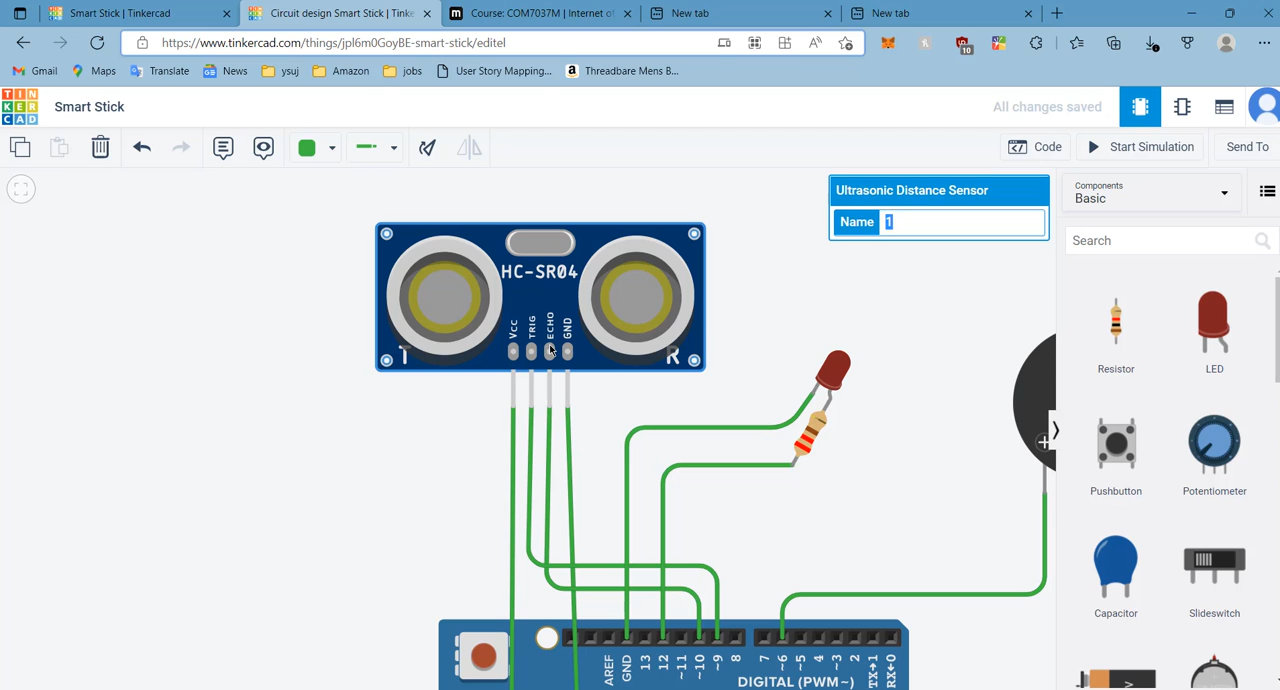 Smart Stick | Tinkercad
Circuit design Smart Stick | Tinke
Course: COM7037M | Internet of
New tab
New tab
https://www.tinkercad.com/things/jpl6m0GoyBE-smart-stick/editel
10
Gmail
Maps
Translate
News
ysuj
Amazon
jobs
User Story Mapping...
Threadbare Mens B...
TIN
KER
CAD
Smart Stick
All changes saved
Code
Start Simulation
Send To
Ultrasonic Distance Sensor
Name 1
Components
Basic
Search
HC-SR04
Vcc
TRIG
ECHO
GND
T
R
Resistor
LED
Pushbutton
Potentiometer
Capacitor
Slideswitch
AREF
GND
13
12
~11
~10
~9
8
7
~6
~5
4
~3
2
TX→1
RX←0
DIGITAL (PWM~)